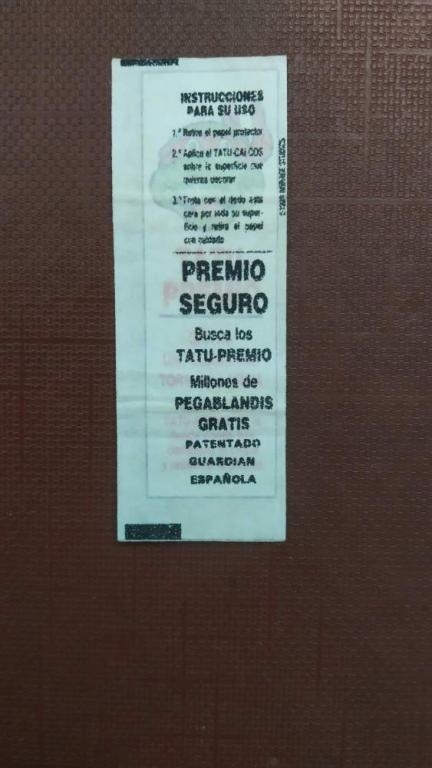 INSTRUCCIONES
PARA SU USO
1.º Retire el papel protector
2.º Aplica el TATU-CALCOS
sobre la superficie que
quieras decorar
3.º Frota con el dedo esta
cara por toda su super-
ficie y retira el papel
con cuidado
PREMIO
SEGURO
Busca los
TATU-PREMIO
Millones de
PEGABLANDIS
GRATIS
PATENTADO
GUARDIAN
ESPAÑOLA